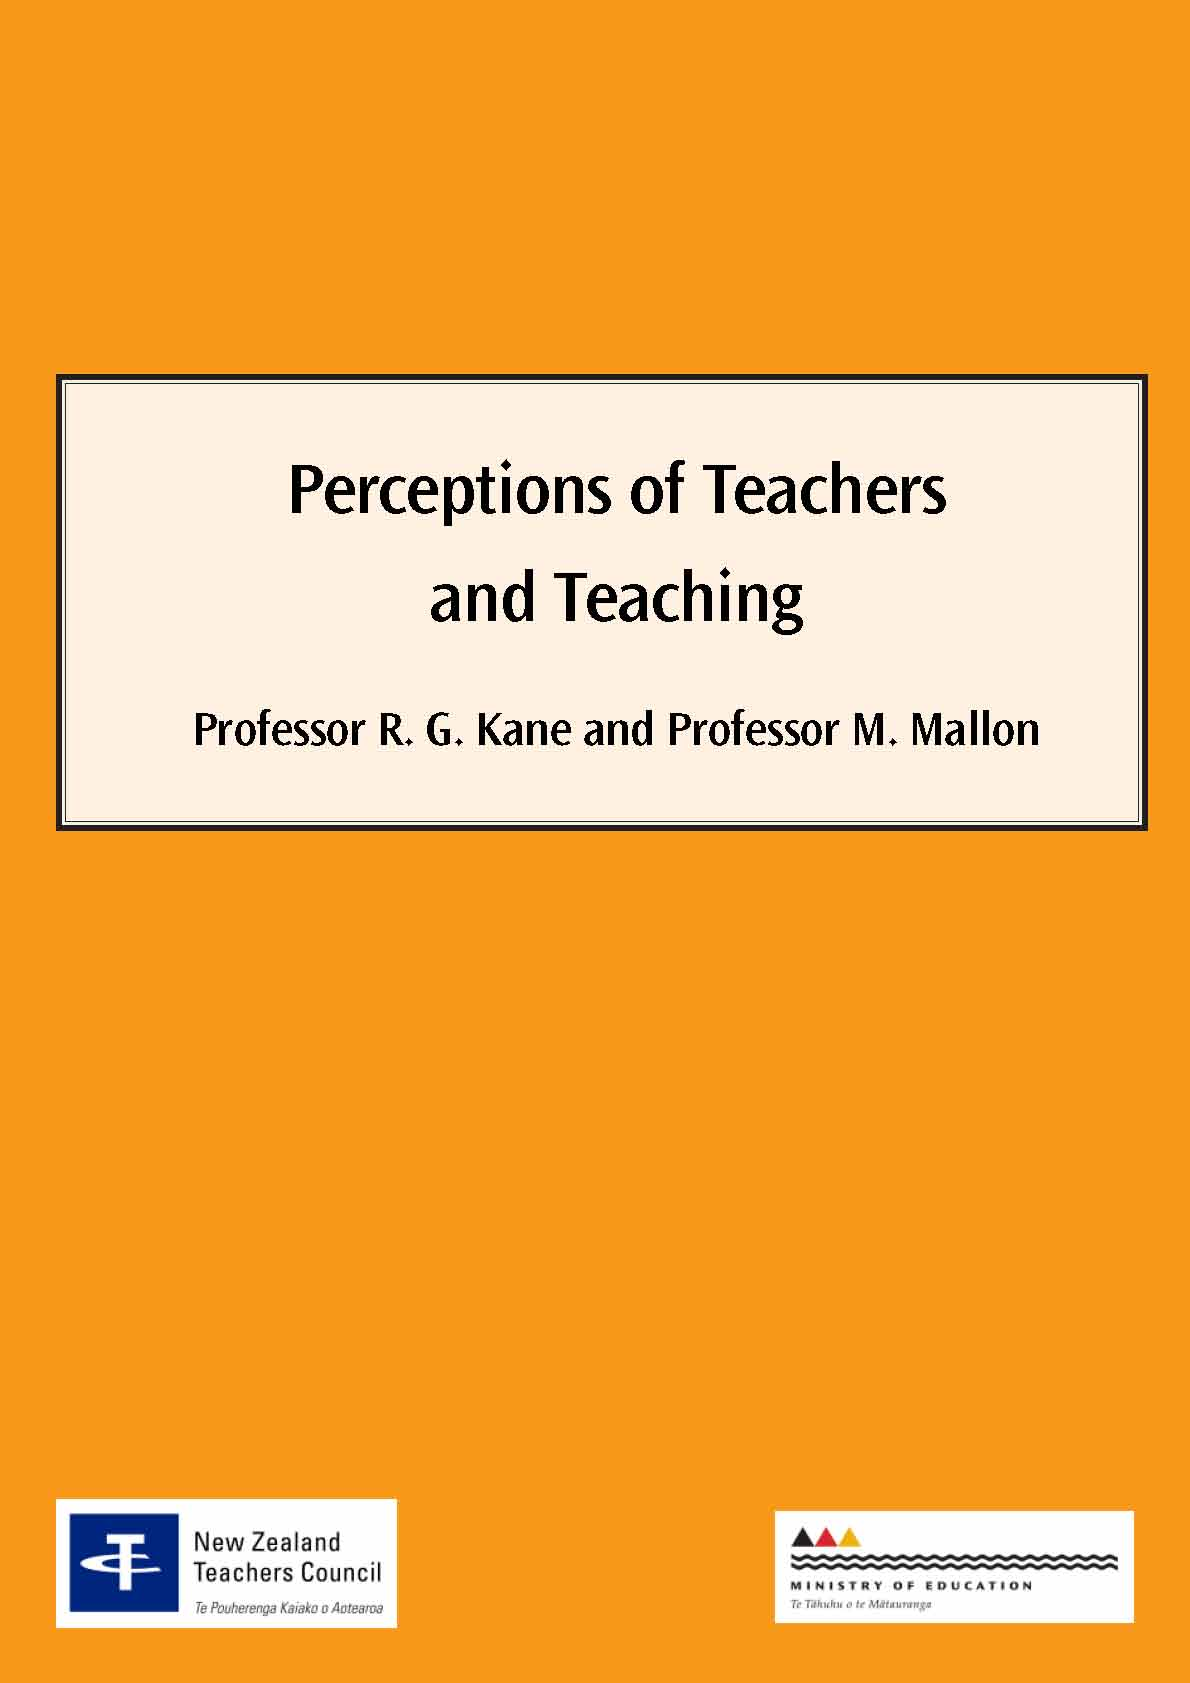 Perceptions of Teachers
and Teaching
Professor R. G. Kane and Professor M. Mallon
New Zealand
Teachers Council
Te Pouherenga Kaiako o Aotearoa
MINISTRY OF EDUCATION
Te Tāhuhu o te Mātauranga